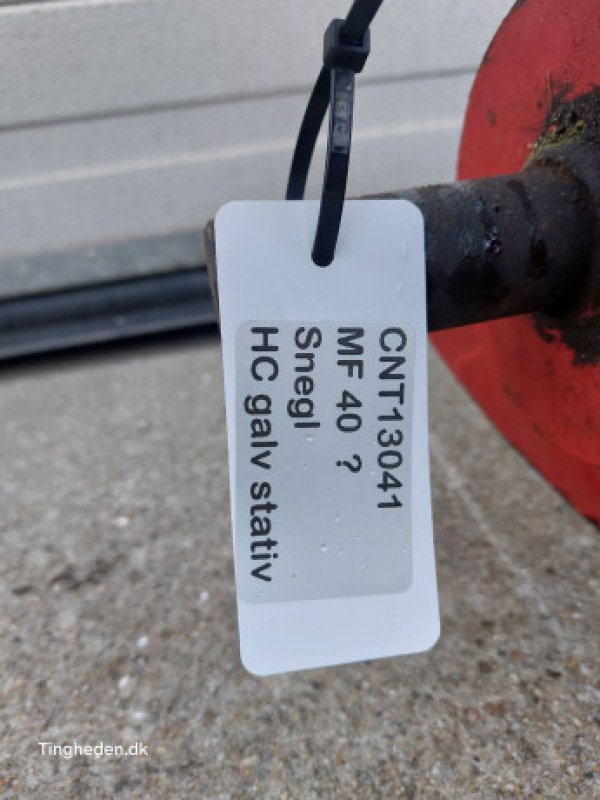 CNT13041
MF 40 ?
Snegl
HC galv stativ
Tingheden.dk